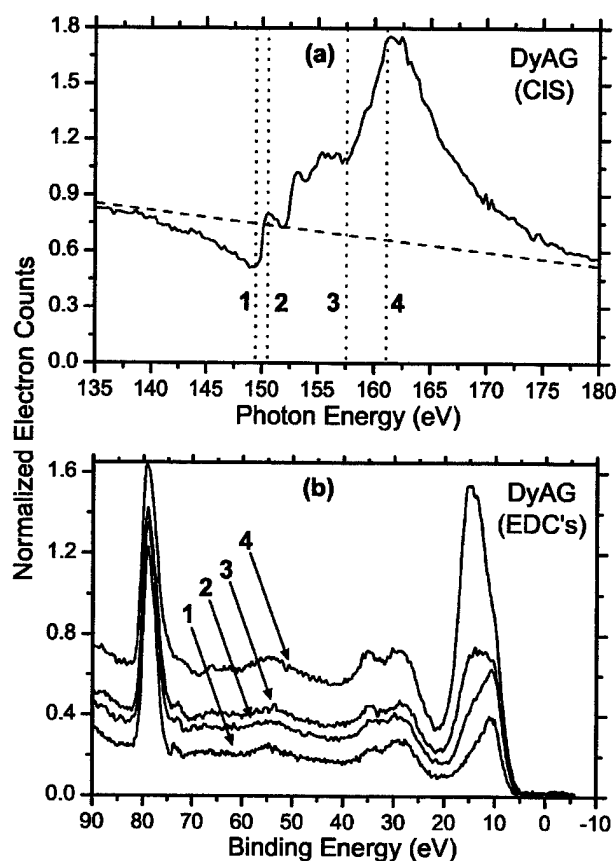 Normalized Electron Counts
1.8
1.5
1.2
0.9
0.6
0.3
0.0
(a)
DyAG
(CIS)
1 2 3 4
135 140 145 150 155 160 165 170 175 180
Photon Energy (eV)
1.6
1.2
0.8
0.4
0.0
(b)
DyAG
(EDC's)
4
3
2
1
90 80 70 60 50 40 30 20 10 0 -10
Binding Energy (eV)